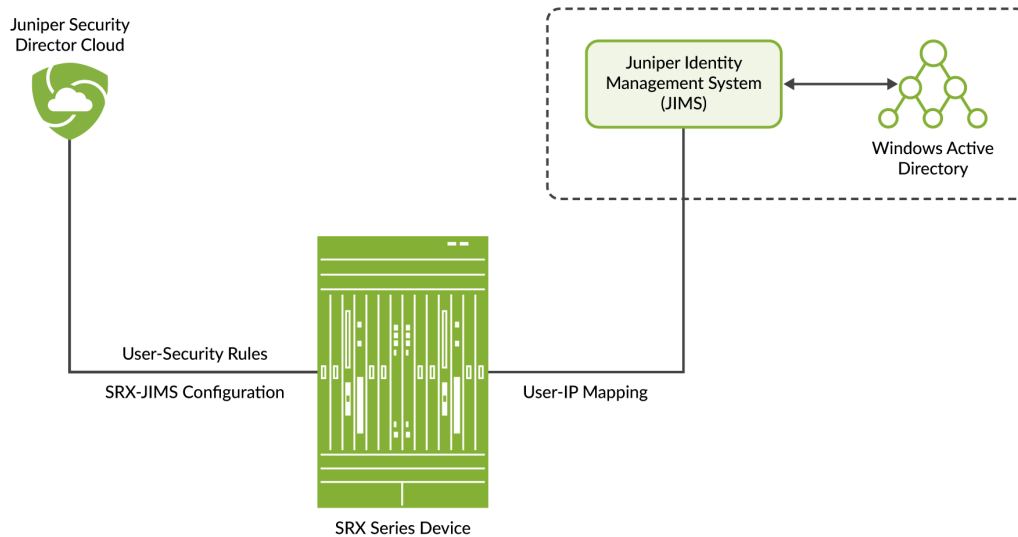 Juniper Security
Director Cloud
Juniper Identity
Management System
(JIMS)
Windows Active
Directory
User-Security Rules
SRX-JIMS Configuration
User-IP Mapping
SRX Series Device